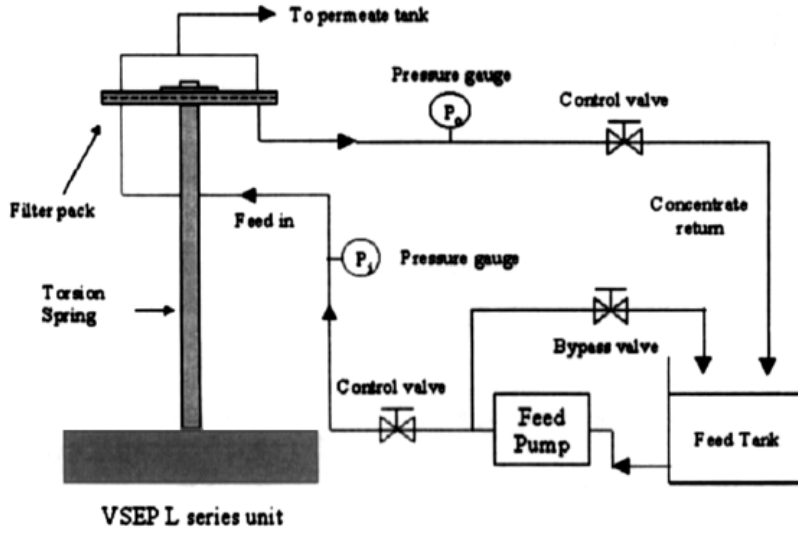 To permeate tank
Pressure gauge
Po
Control valve
Filter pack
Feed in
Concentrate
return
Pi
Pressure gauge
Torsion
Spring
Bypass valve
Control valve
Feed
Pump
Feed Tank
VSEP L series unit